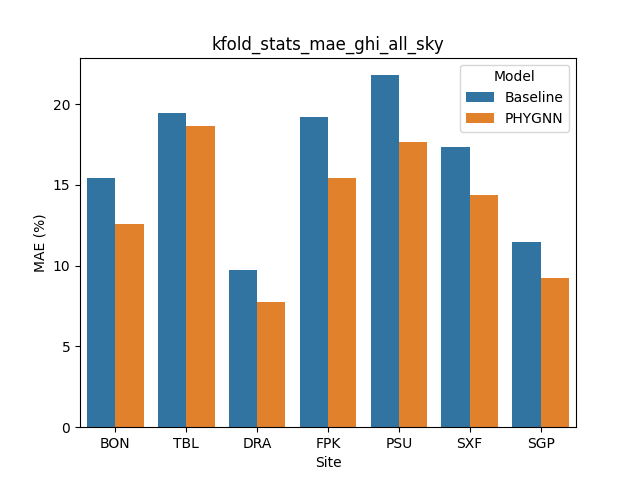 kfold_stats_mae_ghi_all_sky
Model
Baseline
PHYGNN
MAE (%)
20
15
10
5
0
BON TBL DRA FPK PSU SXF SGP
Site